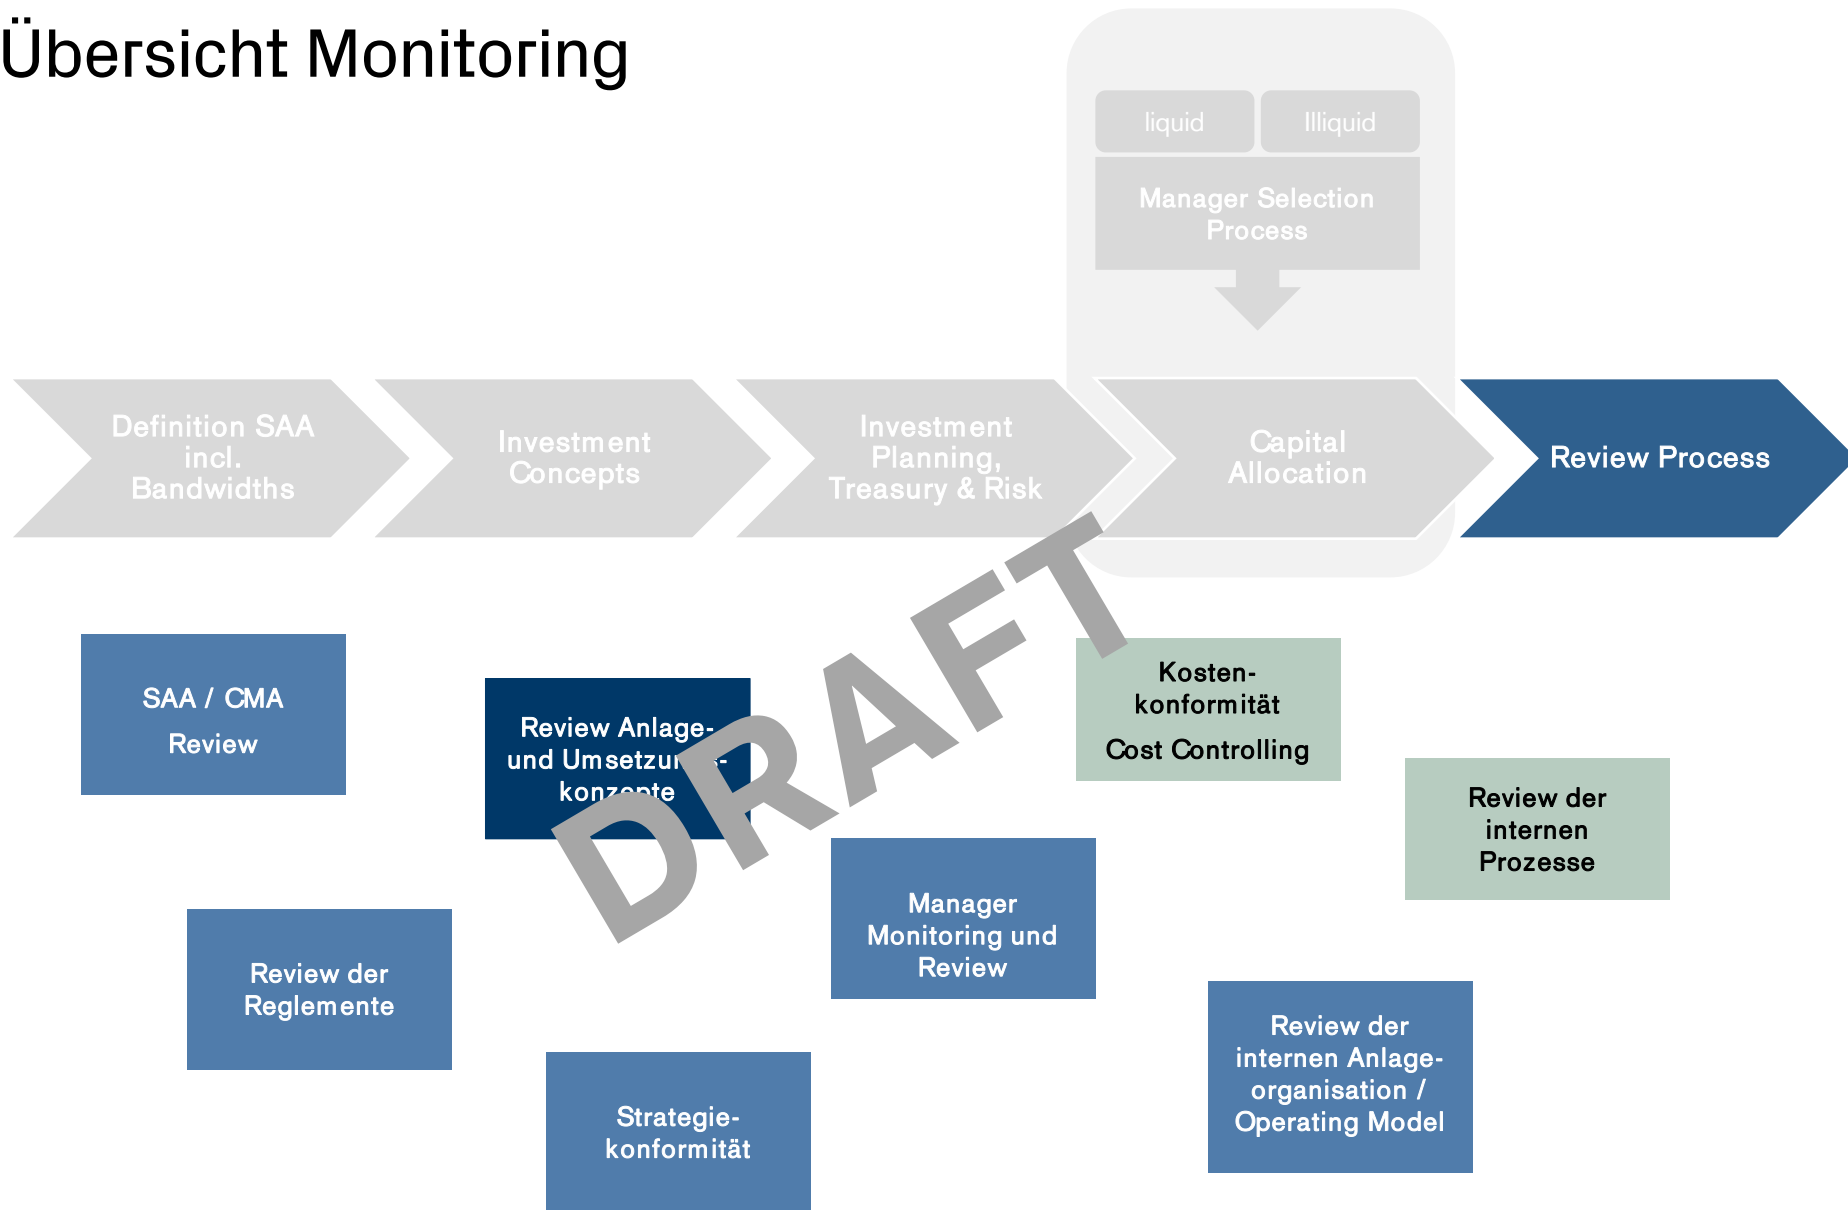 Übersicht Monitoring
liquid
Illiquid
Manager Selection
Process
Definition SAA
incl.
Bandwidths
Investment
Concepts
Investment
Planning,
Treasury & Risk
Capital
Allocation
Review Process
SAA / CMA
Review
Review Anlage-
und Umsetzungs-
konzepte
Kosten-
konformität
Cost Controlling
Review der
internen
Prozesse
Manager
Monitoring und
Review
Review der
Reglemente
Review der
internen Anlage-
organisation /
Operating Model
Strategie-
konformität
DRAFT